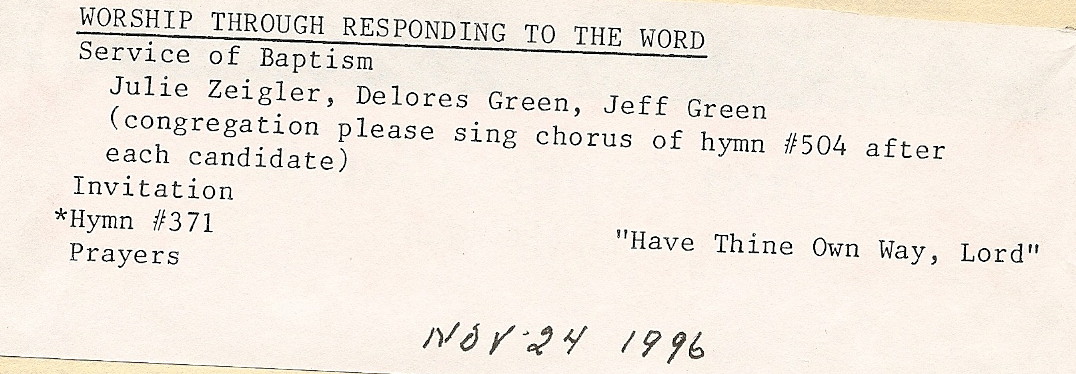 WORSHIP THROUGH RESPONDING TO THE WORD
Service of Baptism
Julie Zeigler, Delores Green, Jeff Green
(congregation please sing chorus of hymn #504 after
each candidate)
Invitation
*Hymn #371 "Have Thine Own Way, Lord"
Prayers
NOV 24 1996